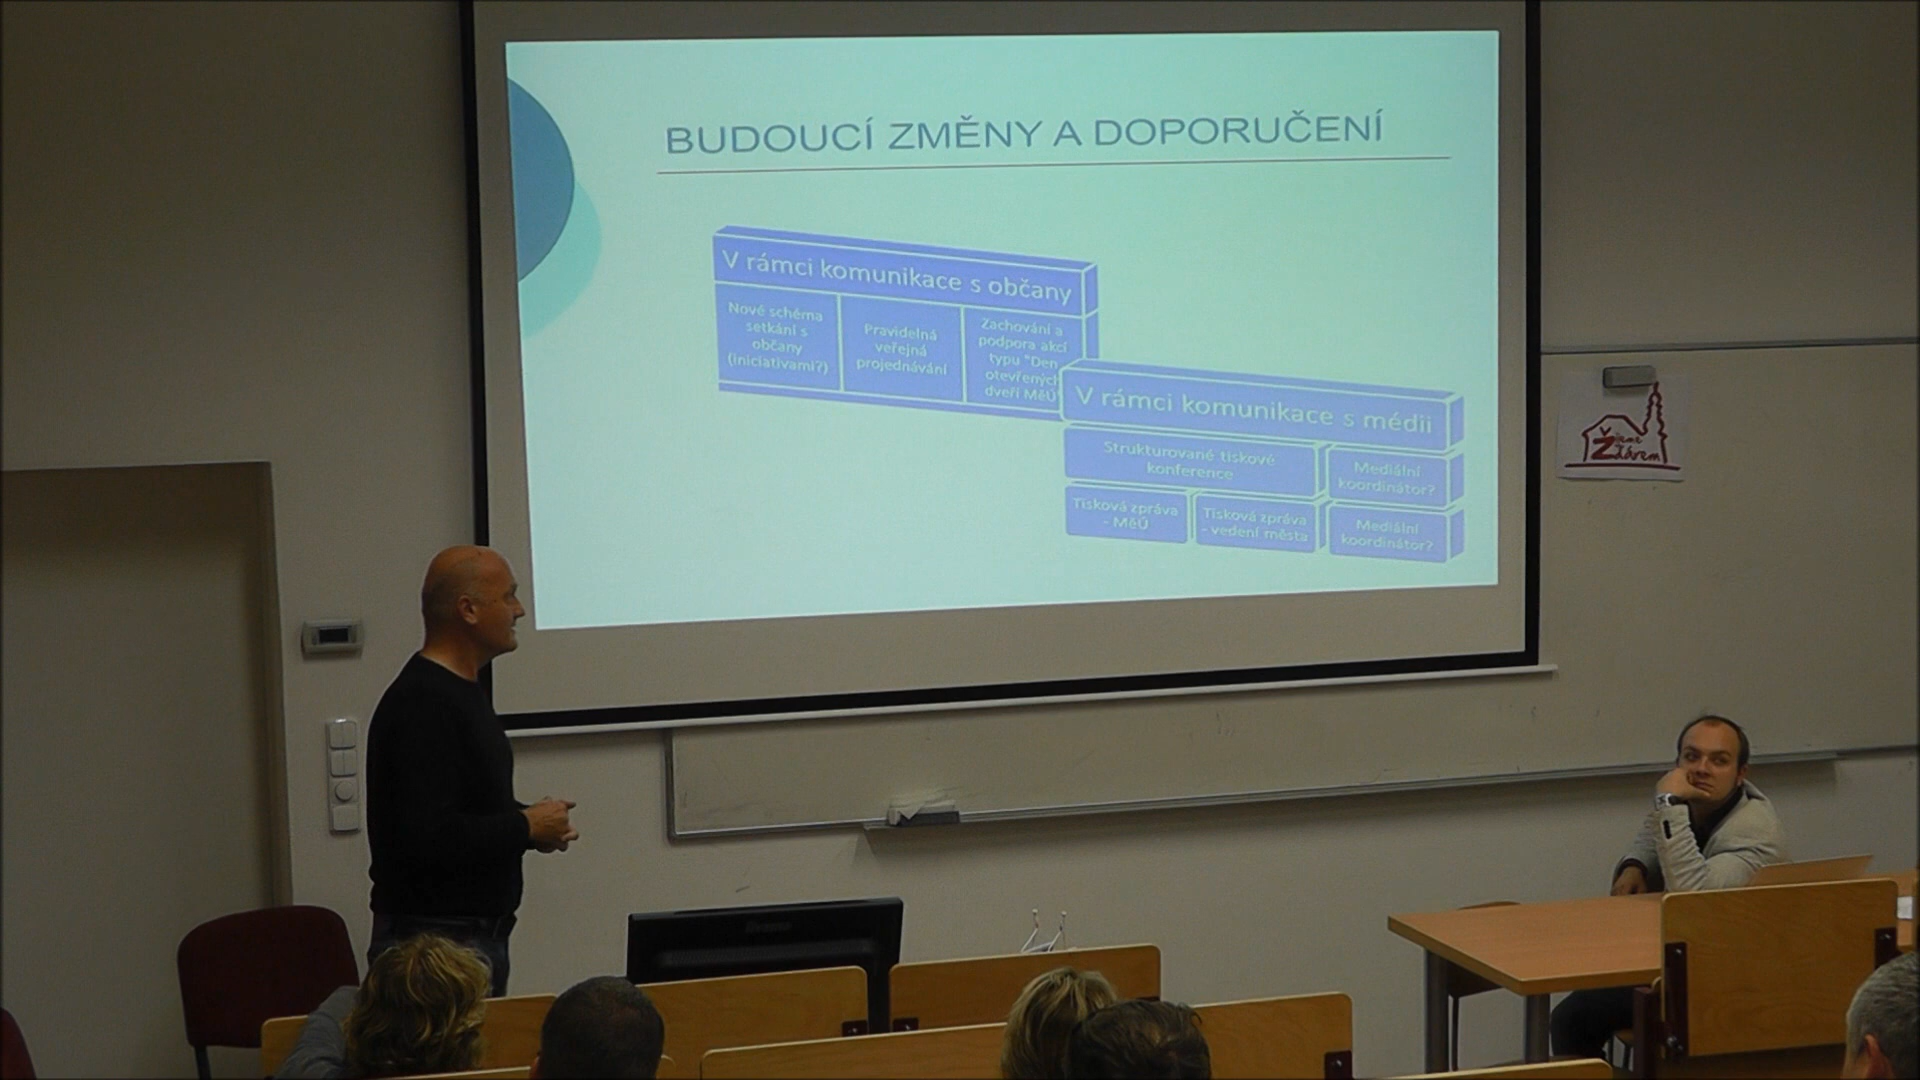 BUDOUCÍ ZMĚNY A DOPORUČENÍ
V rámci komunikace s občany
Nové schéma
setkání s
občany
(iniciativami?)
Pravidelná
veřejná
projednávání
Zachování a
podpora akcí
typu "Den
otevřených
dveří MěÚ"
V rámci komunikace s médii
Strukturované tiskové
konference
Mediální
koordinátor?
Tisková zpráva
- MěÚ
Tisková zpráva
- vedení města
Mediální
koordinátor?
Žijeme
Žďárem